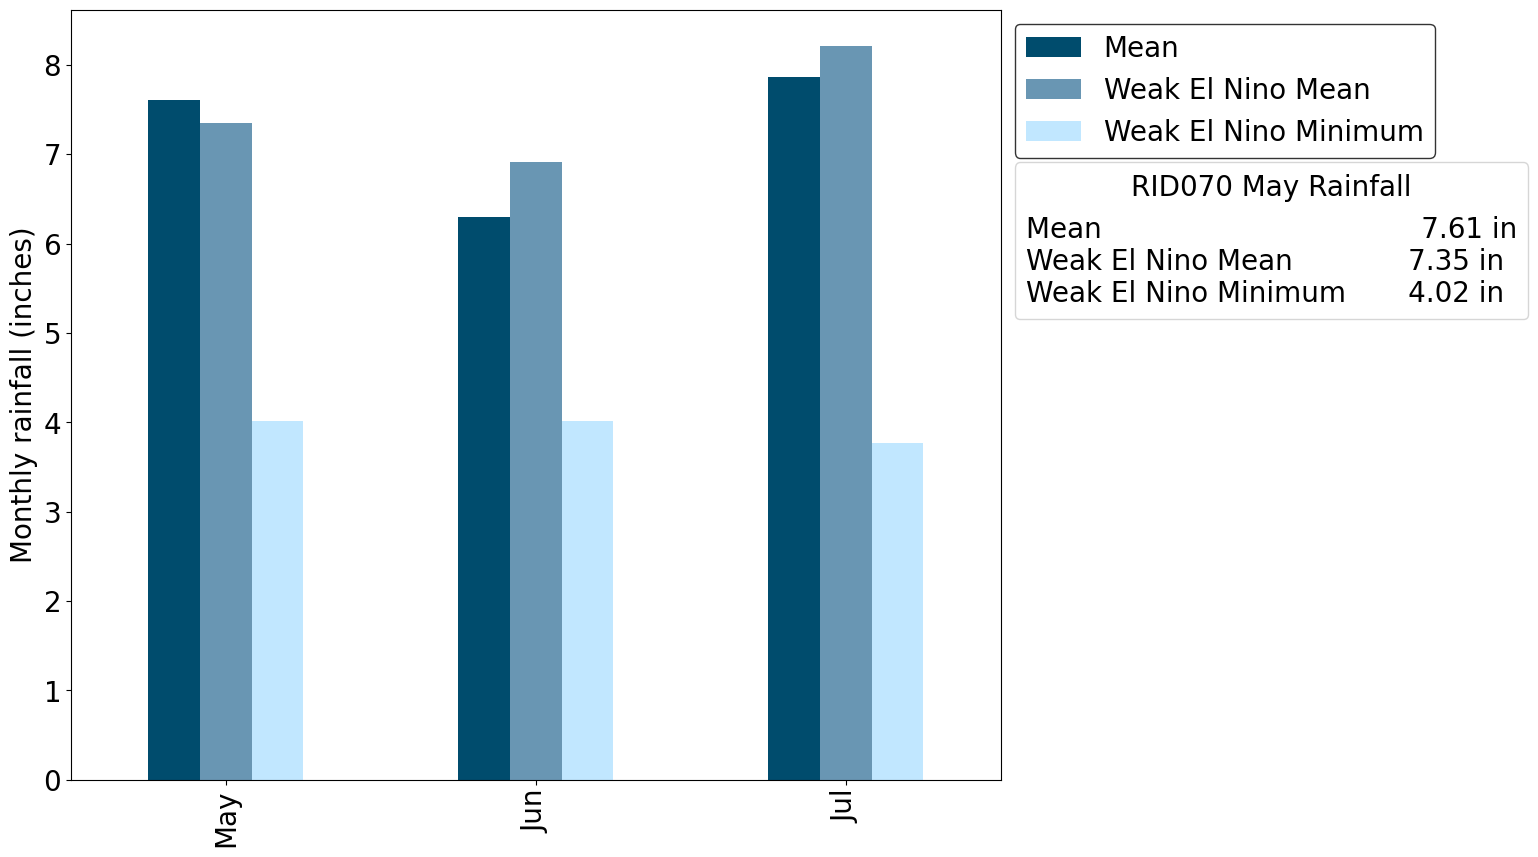 Monthly rainfall (inches)
8
7
6
5
4
3
2
1
0
May
Jun
Jul
Mean
Weak El Nino Mean
Weak El Nino Minimum
RID070 May Rainfall
Mean 7.61 in
Weak El Nino Mean 7.35 in
Weak El Nino Minimum 4.02 in